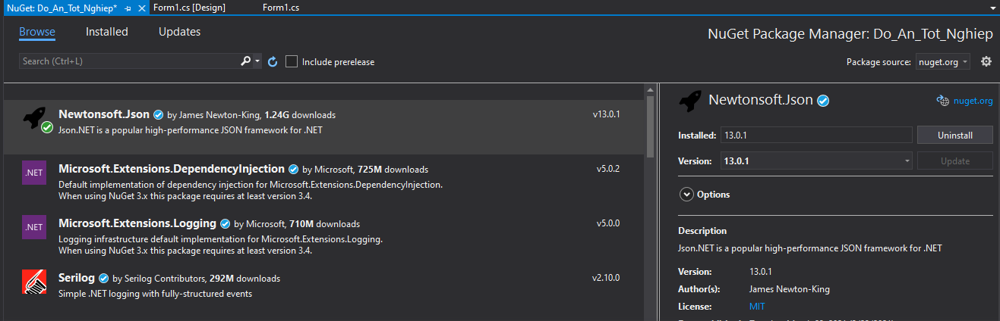 NuGet: Do_An_Tot_Nghiep*
Form1.cs [Design]
Form1.cs
Browse
Installed
Updates
NuGet Package Manager: Do_An_Tot_Nghiep
Search (Ctrl+L)
Include prerelease
Package source: nuget.org
Newtonsoft.Json by James Newton-King, 1.24G downloads
v13.0.1
Json.NET is a popular high-performance JSON framework for .NET
.NET
Microsoft.Extensions.DependencyInjection by Microsoft, 725M downloads
v5.0.2
Default implementation of dependency injection for Microsoft.Extensions.DependencyInjection.
When using NuGet 3.x this package requires at least version 3.4.
.NET
Microsoft.Extensions.Logging by Microsoft, 710M downloads
v5.0.0
Logging infrastructure default implementation for Microsoft.Extensions.Logging.
When using NuGet 3.x this package requires at least version 3.4.
Serilog by Serilog Contributors, 292M downloads
v2.10.0
Simple .NET logging with fully-structured events
Newtonsoft.Json
nuget.org
Installed: 13.0.1
Uninstall
Version: 13.0.1
Update
Options
Description
Json.NET is a popular high-performance JSON framework for .NET
Version: 13.0.1
Author(s): James Newton-King
License: MIT